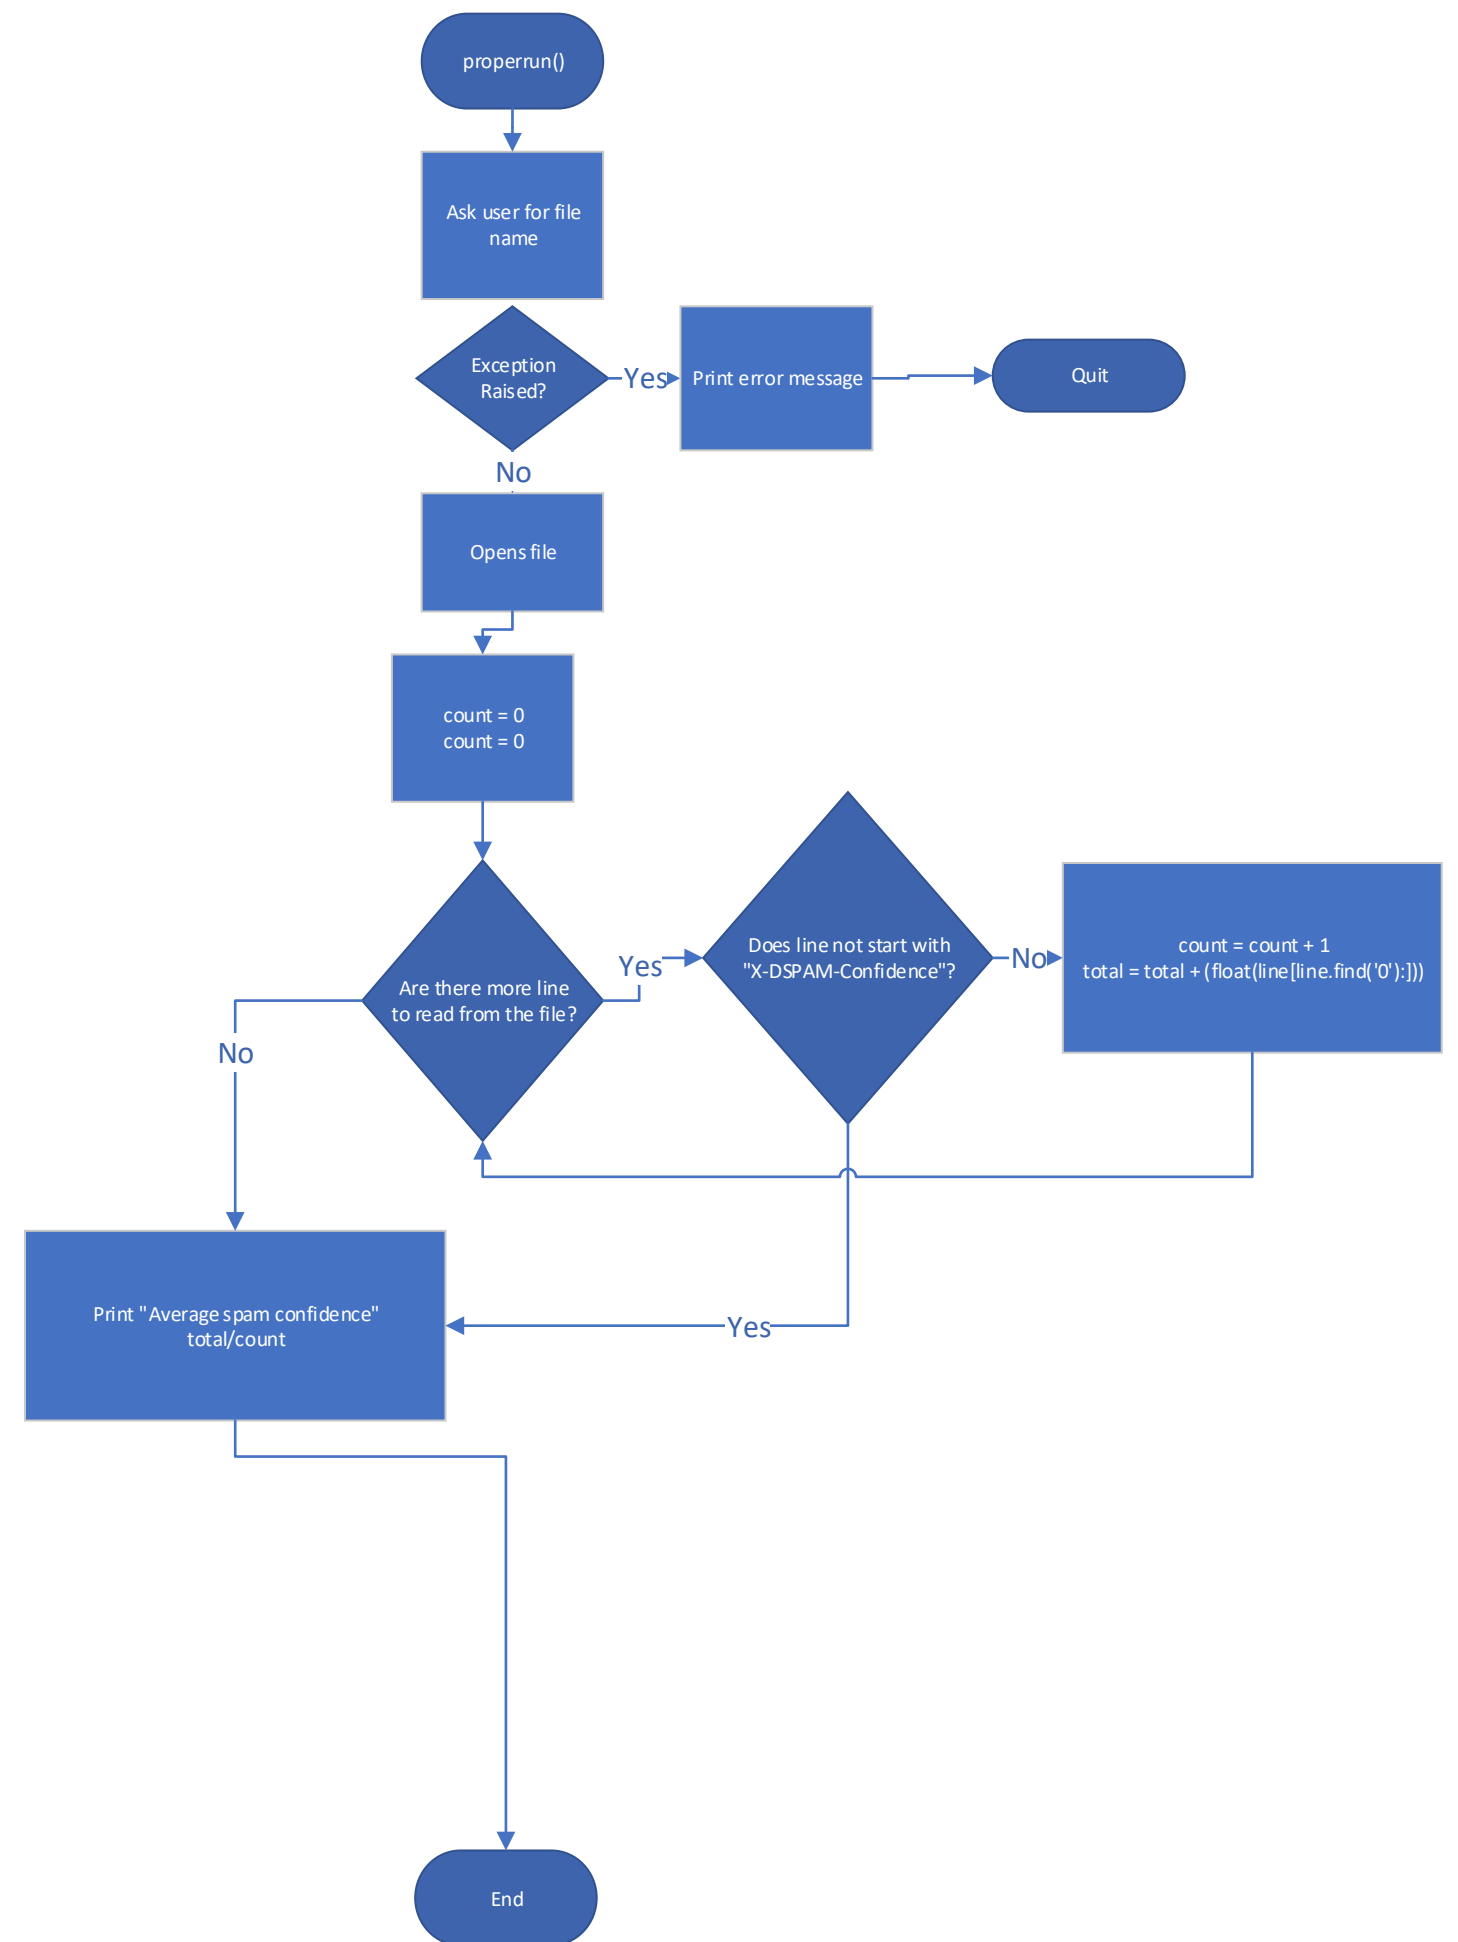 properrun()
Ask user for file
name
Exception
Raised?
Yes
Print error message
Quit
No
Opens file
count = 0
count = 0
Are there more line
to read from the file?
Yes
Does line not start with
"X-DSPAM-Confidence"?
No
count = count + 1
total = total + (float(line[line.find('0'):]))
No
Print "Average spam confidence"
total/count
Yes
End